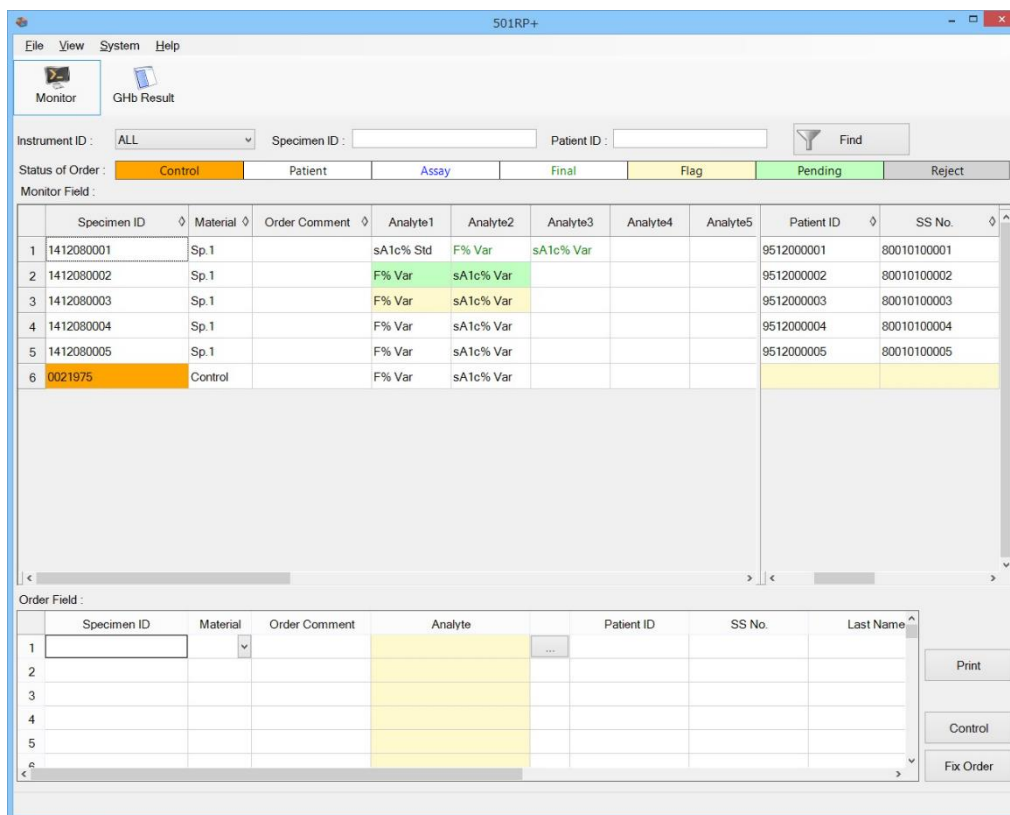 501RP+
File View System Help
Monitor GHb Result
Instrument ID : ALL Specimen ID : Patient ID : Find
Status of Order : Control Patient Assay Final Flag Pending Reject
Monitor Field :
Specimen ID Material Order Comment Analyte1 Analyte2 Analyte3 Analyte4 Analyte5 Patient ID SS No.
1 1412080001 Sp.1 sA1c% Std F% Var sA1c% Var 9512000001 80010100001
2 1412080002 Sp.1 F% Var sA1c% Var 9512000002 80010100002
3 1412080003 Sp.1 F% Var sA1c% Var 9512000003 80010100003
4 1412080004 Sp.1 F% Var sA1c% Var 9512000004 80010100004
5 1412080005 Sp.1 F% Var sA1c% Var 9512000005 80010100005
6 0021975 Control F% Var sA1c% Var
Order Field :
Specimen ID Material Order Comment Analyte Patient ID SS No. Last Name
1 ...
2
3
4
5
6
Print
Control
Fix Order